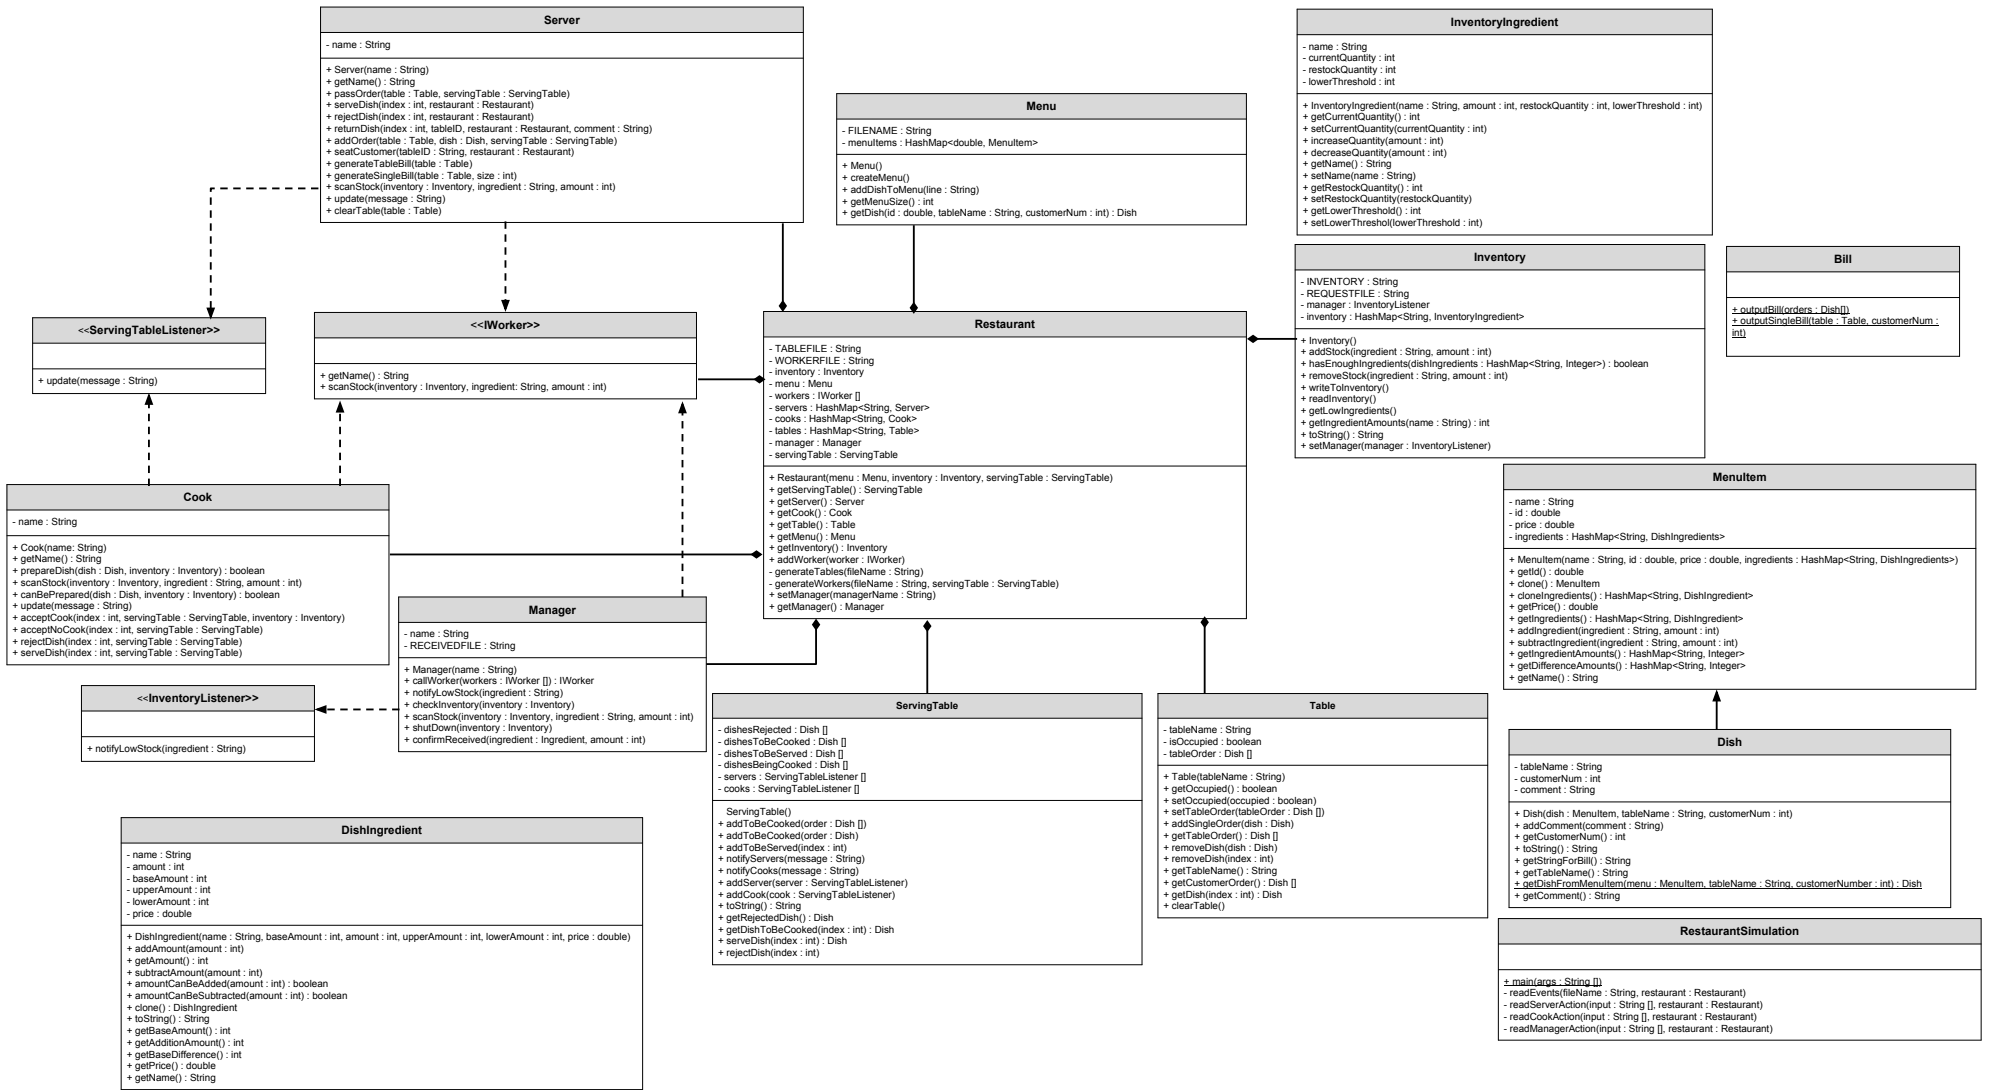 Server
- name : String
+ Server(name : String)
+ getName() : String
+ passOrder(table : Table, servingTable : ServingTable)
+ serveDish(index : int, restaurant : Restaurant)
+ rejectDish(index : int, restaurant : Restaurant)
+ returnDish(index : int, tableID, restaurant : Restaurant, comment : String)
+ addOrder(table : Table, dish : Dish, servingTable : ServingTable)
+ seatCustomer(tableID : String, restaurant : Restaurant)
+ generateTableBill(table : Table)
+ generateSingleBill(table : Table, size : int)
+ scanStock(inventory : Inventory, ingredient : String, amount : int)
+ update(message : String)
+ clearTable(table : Table)
Menu
- FILENAME : String
- menuItems : HashMap<double, MenuItem>
+ Menu()
+ createMenu()
+ addDishToMenu(line : String)
+ getMenuSize() : int
+ getDish(id : double, tableName : String, customerNum : int) : Dish
InventoryIngredient
- name : String
- currentQuantity : int
- restockQuantity : int
- lowerThreshold : int
+ InventoryIngredient(name : String, amount : int, restockQuantity : int, lowerThreshold : int)
+ getCurrentQuantity() : int
+ setCurrentQuantity(currentQuantity : int)
+ increaseQuantity(amount : int)
+ decreaseQuantity(amount : int)
+ getName() : String
+ setName(name : String)
+ getRestockQuantity() : int
+ setRestockQuantity(restockQuantity)
+ getLowerThreshold() : int
+ setLowerThreshol(lowerThreshold : int)
Inventory
- INVENTORY : String
- REQUESTFILE : String
- manager : InventoryListener
- inventory : HashMap<String, InventoryIngredient>
+ Inventory()
+ addStock(ingredient : String, amount : int)
+ hasEnoughIngredients(dishIngredients : HashMap<String, Integer>) : boolean
+ removeStock(ingredient : String, amount : int)
+ writeToInventory()
+ readInventory()
+ getLowIngredients()
+ getIngredientAmounts(name : String) : int
+ toString() : String
+ setManager(manager : InventoryListener)
Bill
+ outputBill(orders : Dish[])
+ outputSingleBill(table : Table, customerNum :
int)
<<ServingTableListener>>
+ update(message : String)
<<IWorker>>
+ getName() : String
+ scanStock(inventory : Inventory, ingredient: String, amount : int)
Restaurant
- TABLEFILE : String
- WORKERFILE : String
- inventory : Inventory
- menu : Menu
- workers : IWorker []
- servers : HashMap<String, Server>
- cooks : HashMap<String, Cook>
- tables : HashMap<String, Table>
- manager : Manager
- servingTable : ServingTable
+ Restaurant(menu : Menu, inventory : Inventory, servingTable : ServingTable)
+ getServingTable() : ServingTable
+ getServer() : Server
+ getCook() : Cook
+ getTable() : Table
+ getMenu() : Menu
+ getInventory() : Inventory
+ addWorker(worker : IWorker)
- generateTables(fileName : String)
- generateWorkers(fileName : String, servingTable : ServingTable)
+ setManager(managerName : String)
+ getManager() : Manager
Cook
- name : String
+ Cook(name: String)
+ getName() : String
+ prepareDish(dish : Dish, inventory : Inventory) : boolean
+ scanStock(inventory : Inventory, ingredient : String, amount : int)
+ canBePrepared(dish : Dish, inventory : Inventory) : boolean
+ update(message : String)
+ acceptCook(index : int, servingTable : ServingTable, inventory : Inventory)
+ acceptNoCook(index : int, servingTable : ServingTable)
+ rejectDish(index : int, servingTable : ServingTable)
+ serveDish(index : int, servingTable : ServingTable)
Manager
- name : String
- RECEIVEDFILE : String
+ Manager(name : String)
+ callWorker(workers : IWorker []) : IWorker
+ notifyLowStock(ingredient : String)
+ checkInventory(inventory : Inventory)
+ scanStock(inventory : Inventory, ingredient : String, amount : int)
+ shutDown(inventory : Inventory)
+ confirmReceived(ingredient : Ingredient, amount : int)
<<InventoryListener>>
+ notifyLowStock(ingredient : String)
MenuItem
- name : String
- id : double
- price : double
- ingredients : HashMap<String, DishIngredients>
+ MenuItem(name : String, id : double, price : double, ingredients : HashMap<String, DishIngredients>)
+ getId() : double
+ clone() : MenuItem
+ cloneIngredients() : HashMap<String, DishIngredient>
+ getPrice() : double
+ getIngredients() : HashMap<String, DishIngredient>
+ addIngredient(ingredient : String, amount : int)
+ subtractIngredient(ingredient : String, amount : int)
+ getIngredientAmounts() : HashMap<String, Integer>
+ getDifferenceAmounts() : HashMap<String, Integer>
+ getName() : String
ServingTable
- dishesRejected : Dish []
- dishesToBeCooked : Dish []
- dishesToBeServed : Dish []
- dishesBeingCooked : Dish []
- servers : ServingTableListener []
- cooks : ServingTableListener []
ServingTable()
+ addToBeCooked(order : Dish [])
+ addToBeCooked(order : Dish)
+ addToBeServed(index : int)
+ notifyServers(message : String)
+ notifyCooks(message : String)
+ addServer(server : ServingTableListener)
+ addCook(cook : ServingTableListener)
+ toString() : String
+ getRejectedDish() : Dish
+ getDishToBeCooked(index : int) : Dish
+ serveDish(index : int) : Dish
+ rejectDish(index : int)
Table
- tableName : String
- isOccupied : boolean
- tableOrder : Dish []
+ Table(tableName : String)
+ getOccupied() : boolean
+ setOccupied(occupied : boolean)
+ setTableOrder(tableOrder : Dish [])
+ addSingleOrder(dish : Dish)
+ getTableOrder() : Dish []
+ removeDish(dish : Dish)
+ removeDish(index : int)
+ getTableName() : String
+ getCustomerOrder() : Dish []
+ getDish(index : int) : Dish
+ clearTable()
Dish
- tableName : String
- customerNum : int
- comment : String
+ Dish(dish : MenuItem, tableName : String, customerNum : int)
+ addComment(comment : String)
+ getCustomerNum() : int
+ toString() : String
+ getStringForBill() : String
+ getTableName() : String
+ getDishFromMenuItem(menu : MenuItem, tableName : String, customerNumber : int) : Dish
+ getComment() : String
DishIngredient
- name : String
- amount : int
- baseAmount : int
- upperAmount : int
- lowerAmount : int
- price : double
+ DishIngredient(name : String, baseAmount : int, amount : int, upperAmount : int, lowerAmount : int, price : double)
+ addAmount(amount : int)
+ getAmount() : int
+ subtractAmount(amount : int)
+ amountCanBeAdded(amount : int) : boolean
+ amountCanBeSubtracted(amount : int) : boolean
+ clone() : DishIngredient
+ toString() : String
+ getBaseAmount() : int
+ getAdditionAmount() : int
+ getBaseDifference() : int
+ getPrice() : double
+ getName() : String
RestaurantSimulation
+ main(args : String [])
- readEvents(fileName : String, restaurant : Restaurant)
- readServerAction(input : String [], restaurant : Restaurant)
- readCookAction(input : String [], restaurant : Restaurant)
- readManagerAction(input : String [], restaurant : Restaurant)